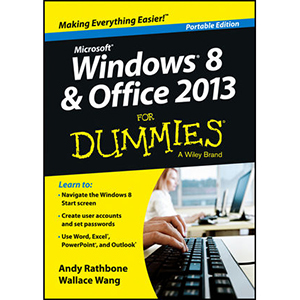 Making Everything Easier!™
Portable Edition
Microsoft®
Windows® 8
& Office 2013
FOR
DUMMIES®
A Wiley Brand
Learn to:
• Navigate the Windows 8
Start screen
• Create user accounts
and set passwords
• Use Word, Excel®,
PowerPoint®, and Outlook®
Andy Rathbone
Wallace Wang